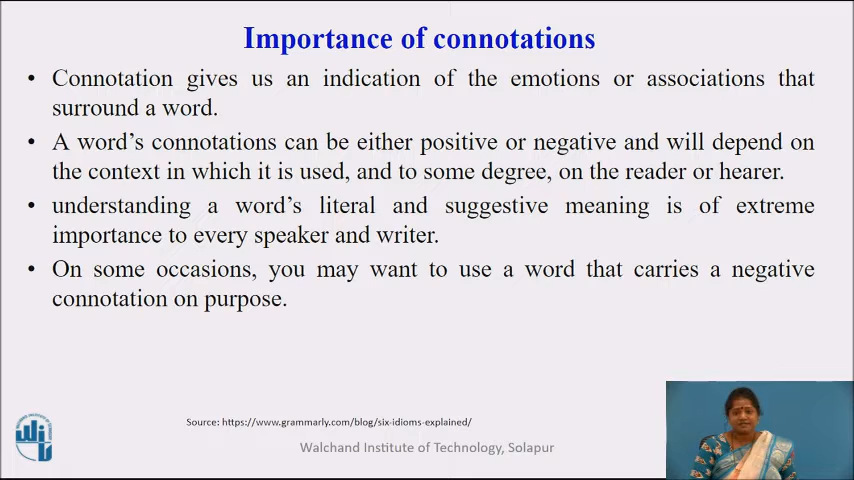 Importance of connotations
• Connotation gives us an indication of the emotions or associations that
surround a word.
• A word's connotations can be either positive or negative and will depend on
the context in which it is used, and to some degree, on the reader or hearer.
• understanding a word's literal and suggestive meaning is of extreme
importance to every speaker and writer.
• On some occasions, you may want to use a word that carries a negative
connotation on purpose.
Source: https://www.grammarly.com/blog/six-idioms-explained/
Walchand Institute of Technology, Solapur